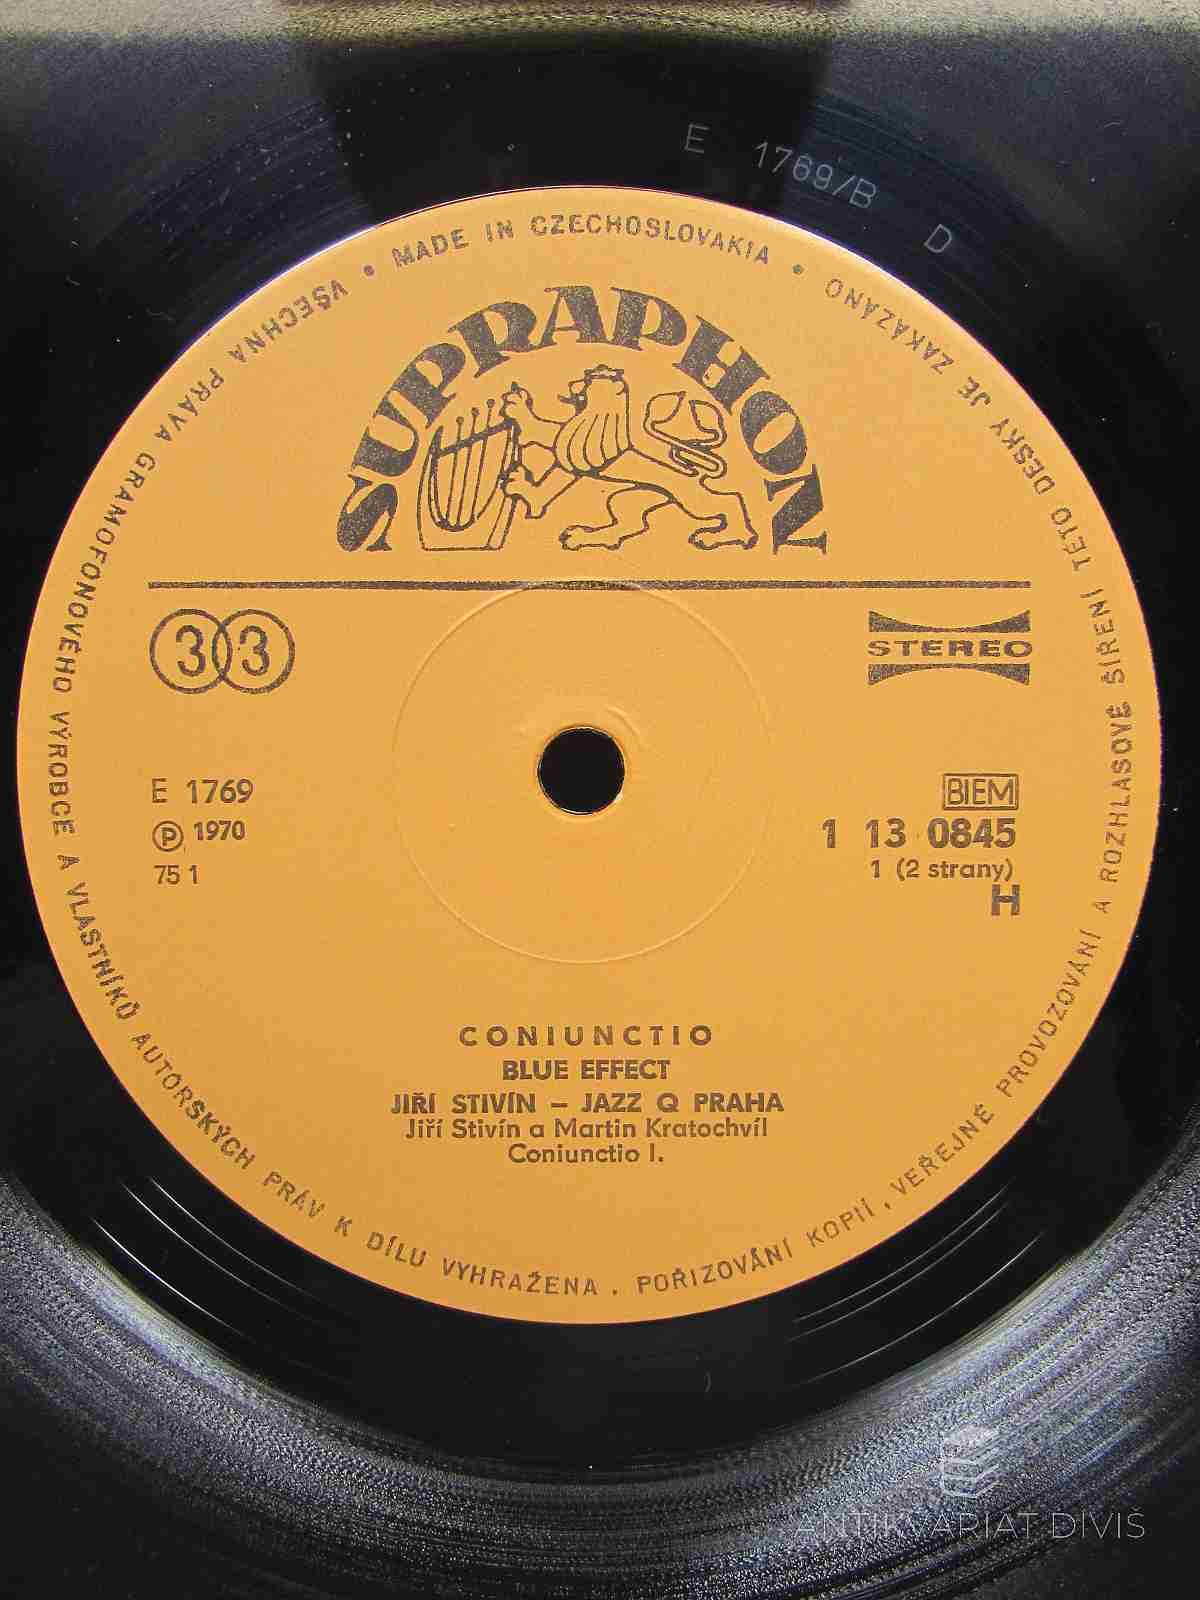 E 1769/B D
• MADE IN CZECHOSLOVAKIA •
VŠECHNA PRÁVA GRAMOFONOVÉHO VÝROBCE A VLASTNÍKŮ AUTORSKÝCH PRÁV K DÍLU VYHRAŽENA . POŘIZOVÁNÍ KOPIÍ, VEŘEJNÉ PROVOZOVÁNÍ A ROZHLASOVÉ ŠÍŘENÍ TÉTO DESKY JE ZAKÁZÁNO
SUPRAPHON
33
STEREO
E 1769
Ⓟ 1970
75 1
BIEM
1 13 0845
1 (2 strany)
H
CONIUNCTIO
BLUE EFFECT
JIŘÍ STIVÍN – JAZZ Q PRAHA
Jiří Stivín a Martin Kratochvíl
Coniunctio I.
ANTIKVARIAT DIVIŠ